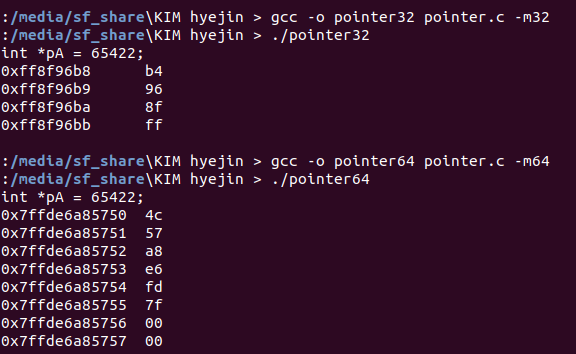 :/media/sf_share\KIM hyejin > gcc -o pointer32 pointer.c -m32
:/media/sf_share\KIM hyejin > ./pointer32
int *pA = 65422;
0xff8f96b8 b4
0xff8f96b9 96
0xff8f96ba 8f
0xff8f96bb ff
:/media/sf_share\KIM hyejin > gcc -o pointer64 pointer.c -m64
:/media/sf_share\KIM hyejin > ./pointer64
int *pA = 65422;
0x7ffde6a85750 4c
0x7ffde6a85751 57
0x7ffde6a85752 a8
0x7ffde6a85753 e6
0x7ffde6a85754 fd
0x7ffde6a85755 7f
0x7ffde6a85756 00
0x7ffde6a85757 00